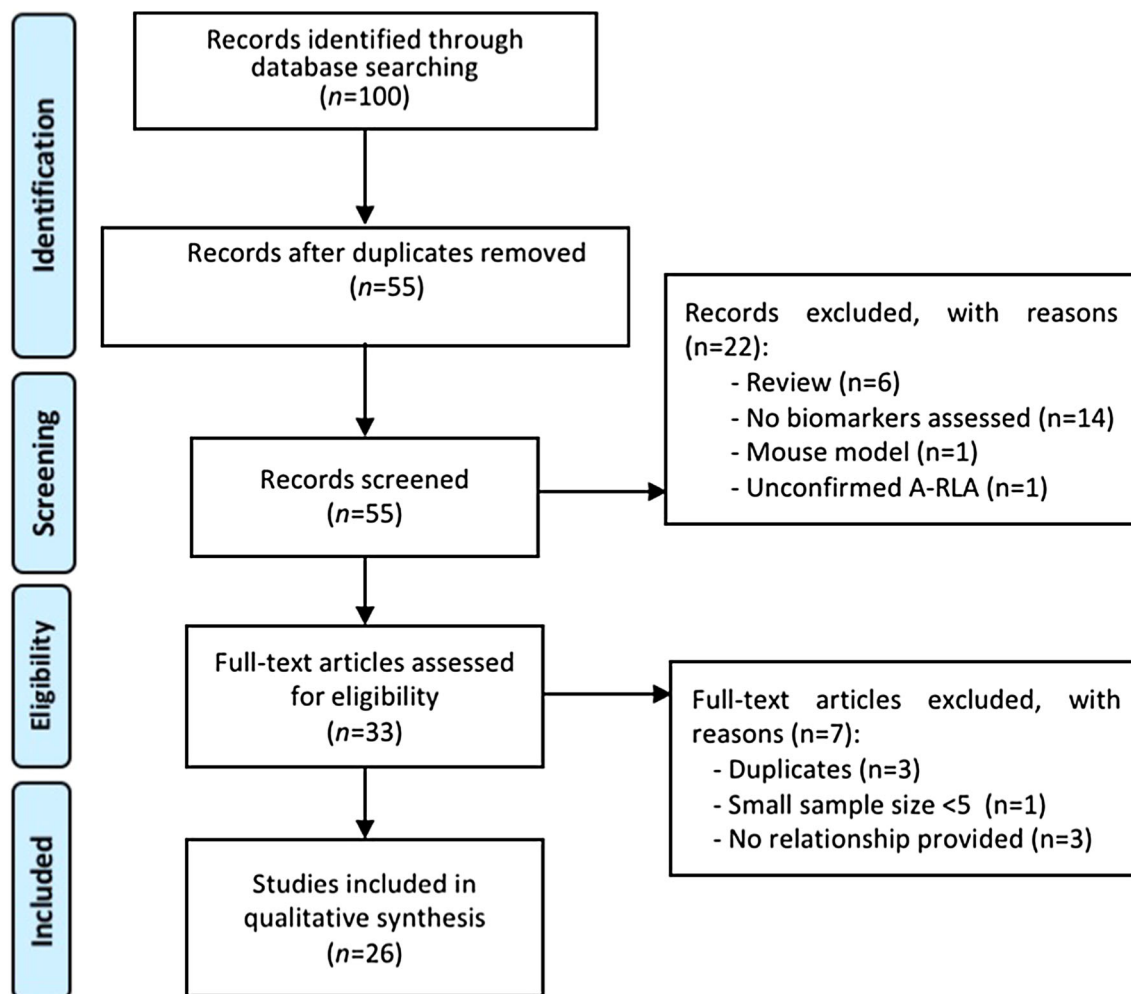 Identification
Records identified through
database searching
(n=100)
Records after duplicates removed
(n=55)
Screening
Records screened
(n=55)
Records excluded, with reasons
(n=22):
- Review (n=6)
- No biomarkers assessed (n=14)
- Mouse model (n=1)
- Unconfirmed A-RLA (n=1)
Eligibility
Full-text articles assessed
for eligibility
(n=33)
Full-text articles excluded, with
reasons (n=7):
- Duplicates (n=3)
- Small sample size <5 (n=1)
- No relationship provided (n=3)
Included
Studies included in
qualitative synthesis
(n=26)